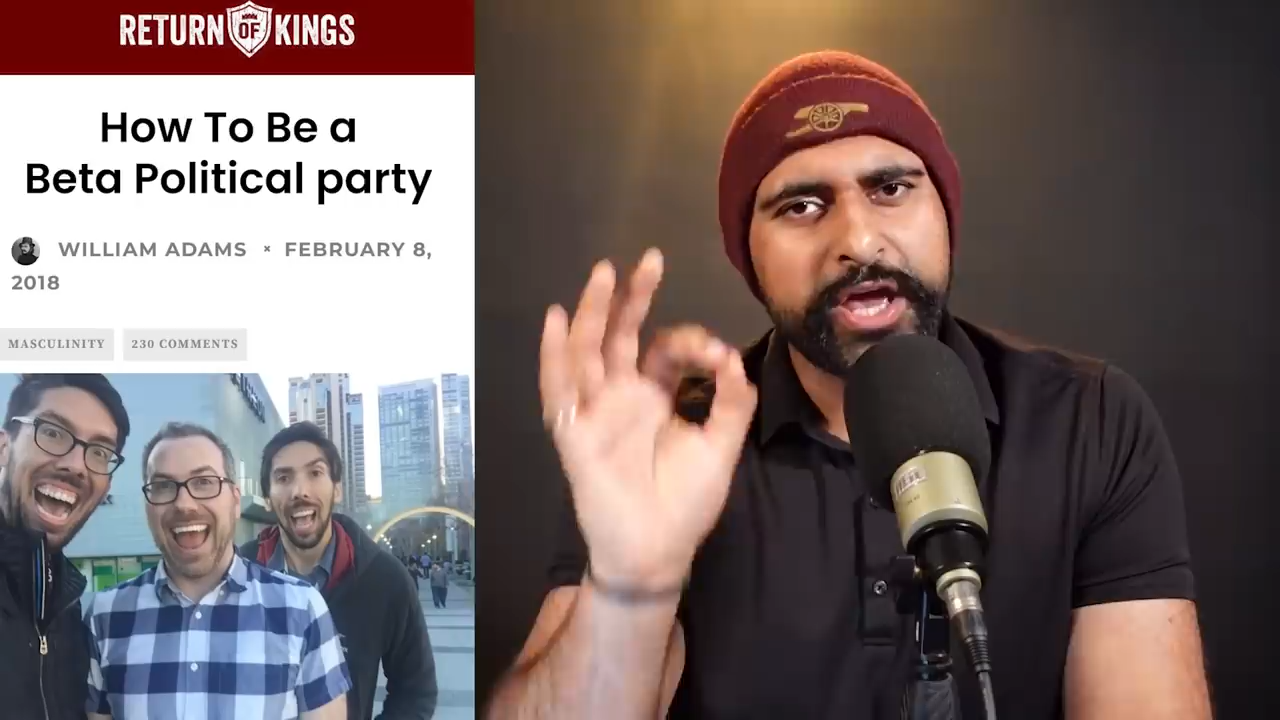 RETURN OF KINGS
How To Be a
Beta Political party
WILLIAM ADAMS × FEBRUARY 8,
2018
MASCULINITY
230 COMMENTS